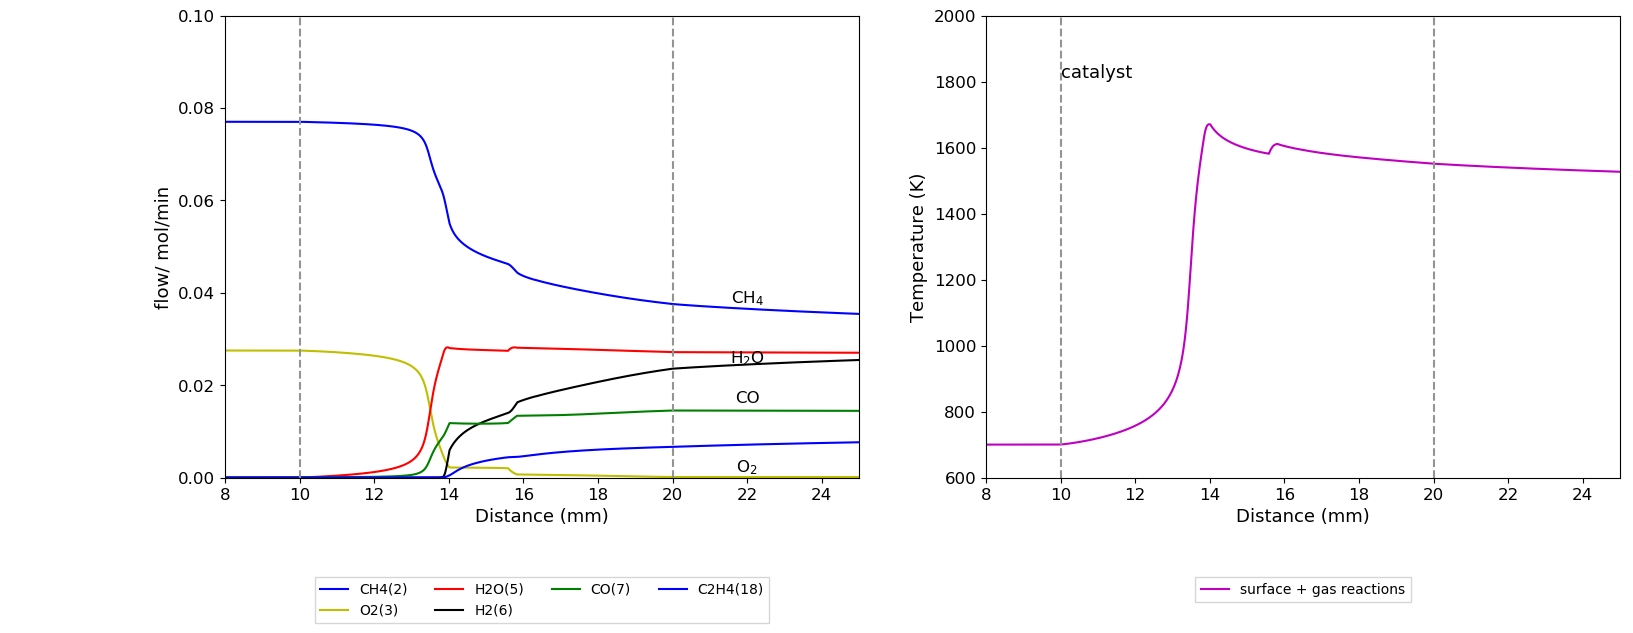 0.10
0.08
0.06
0.04
0.02
0.00
flow/ mol/min
CH4
H2O
CO
O2
8 10 12 14 16 18 20 22 24
Distance (mm)
CH4(2) H2O(5) CO(7) C2H4(18)
O2(3) H2(6)
2000
1800
1600
1400
1200
1000
800
600
Temperature (K)
catalyst
8 10 12 14 16 18 20 22 24
Distance (mm)
surface + gas reactions